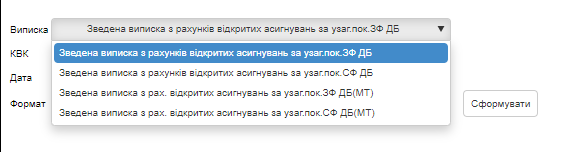 Виписка
Зведена виписка з рахунків відкритих асигнувань за узаг.пок.ЗФ ДБ
КВК
Зведена виписка з рахунків відкритих асигнувань за узаг.пок.ЗФ ДБ
Зведена виписка з рахунків відкритих асигнувань за узаг.пок.СФ ДБ
Дата
Зведена виписка з рах. відкритих асигнувань за узаг.пок.ЗФ ДБ(МТ)
Формат
Зведена виписка з рах. відкритих асигнувань за узаг.пок.СФ ДБ(МТ)
Сформувати